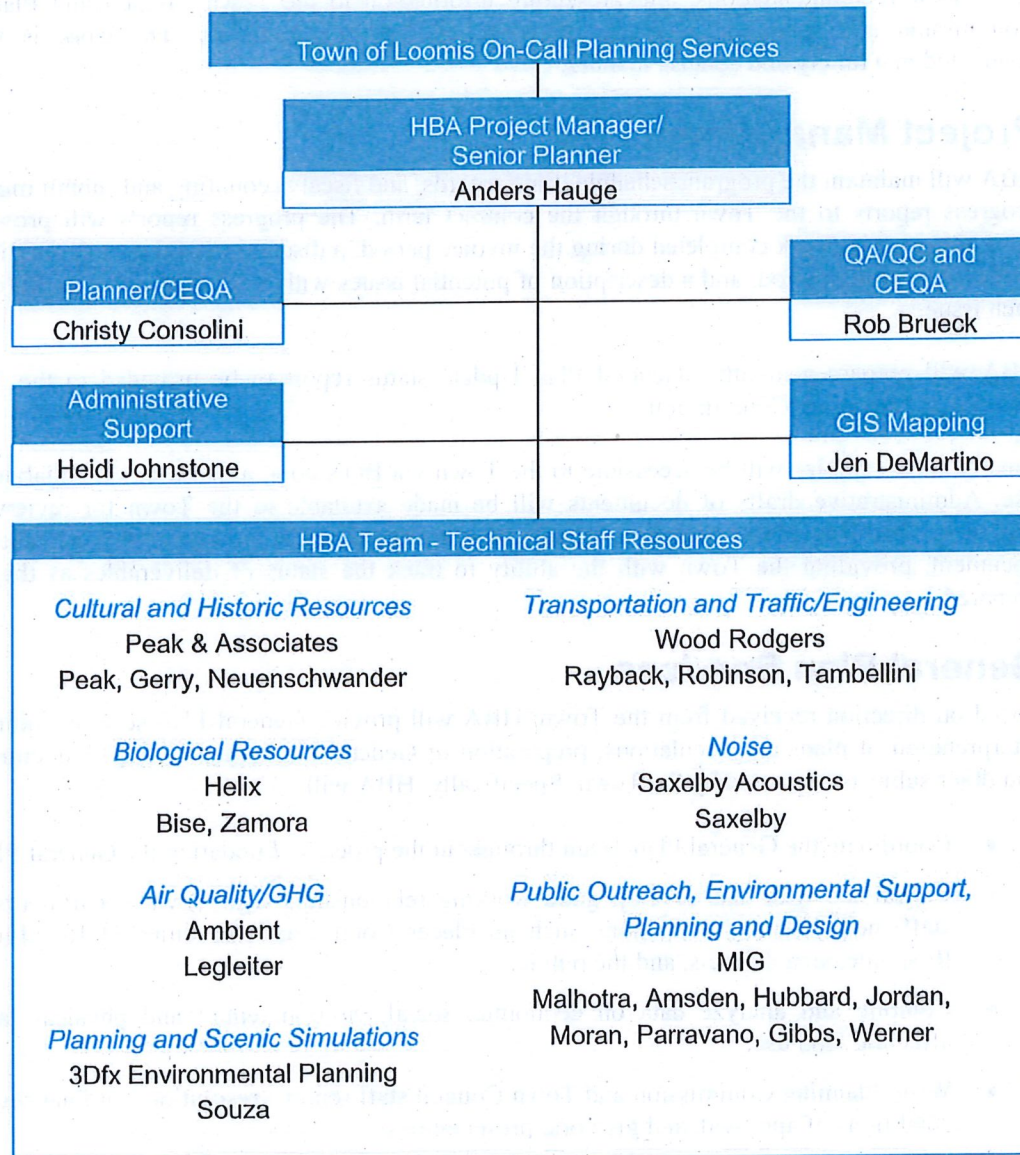 Town of Loomis On-Call Planning Services
HBA Project Manager/
Senior Planner
Anders Hauge
Planner/CEQA
Christy Consolini
QA/QC and
CEQA
Rob Brueck
Administrative
Support
Heidi Johnstone
GIS Mapping
Jen DeMartino
HBA Team - Technical Staff Resources
Cultural and Historic Resources
Peak & Associates
Peak, Gerry, Neuenschwander
Transportation and Traffic/Engineering
Wood Rodgers
Rayback, Robinson, Tambellini
Biological Resources
Helix
Bise, Zamora
Noise
Saxelby Acoustics
Saxelby
Air Quality/GHG
Ambient
Legleiter
Public Outreach, Environmental Support,
Planning and Design
MIG
Malhotra, Amsden, Hubbard, Jordan,
Moran, Parravano, Gibbs, Werner
Planning and Scenic Simulations
3Dfx Environmental Planning
Souza